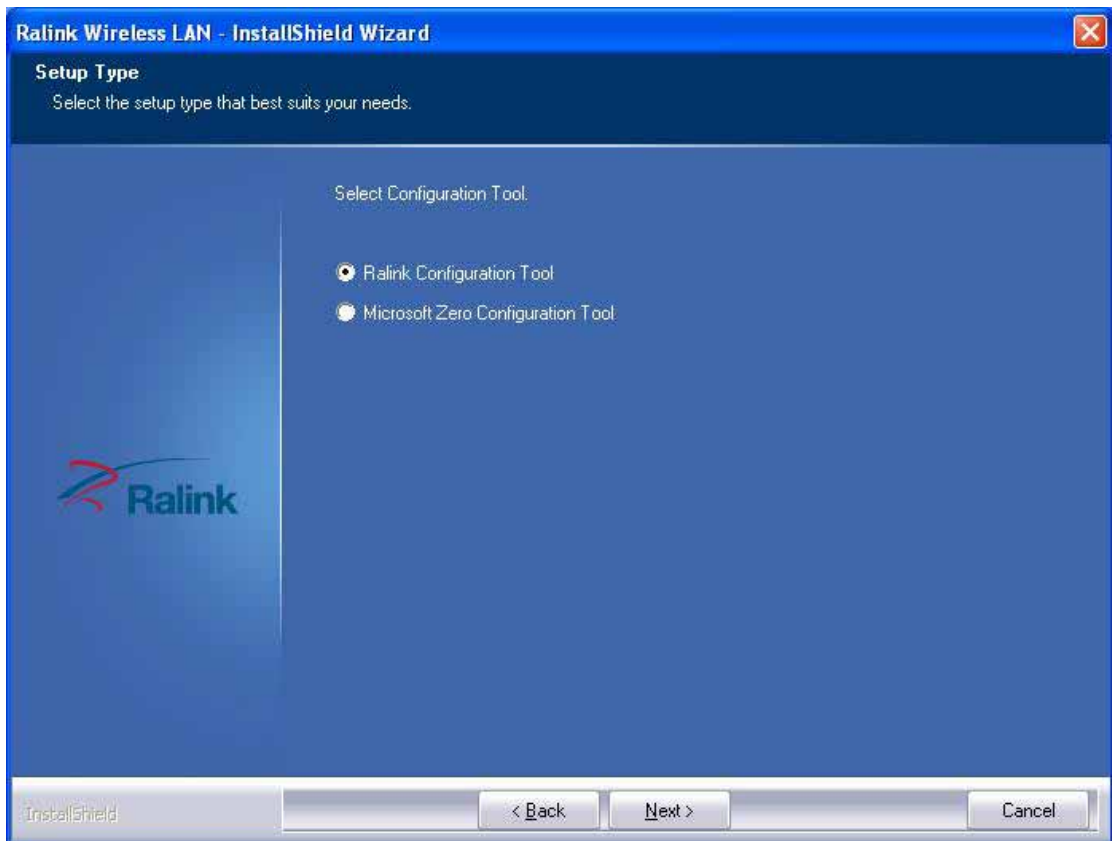 Ralink Wireless LAN - InstallShield Wizard
Setup Type
Select the setup type that best suits your needs.
Select Configuration Tool.
Ralink Configuration Tool
Microsoft Zero Configuration Tool
Ralink
InstallShield
< Back
Next >
Cancel